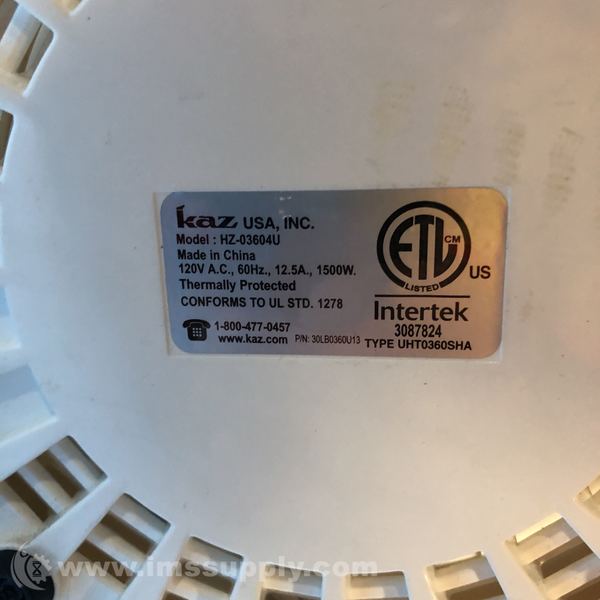 kaz USA, INC.
Model : HZ-03604U
Made in China
120V A.C., 60Hz., 12.5A., 1500W.
Thermally Protected
CONFORMS TO UL STD. 1278
1-800-477-0457
www.kaz.com P/N: 30LB0360U13
ETL CM
LISTED
US
Intertek
3087824
TYPE UHT0360SHA
www.imssupply.com